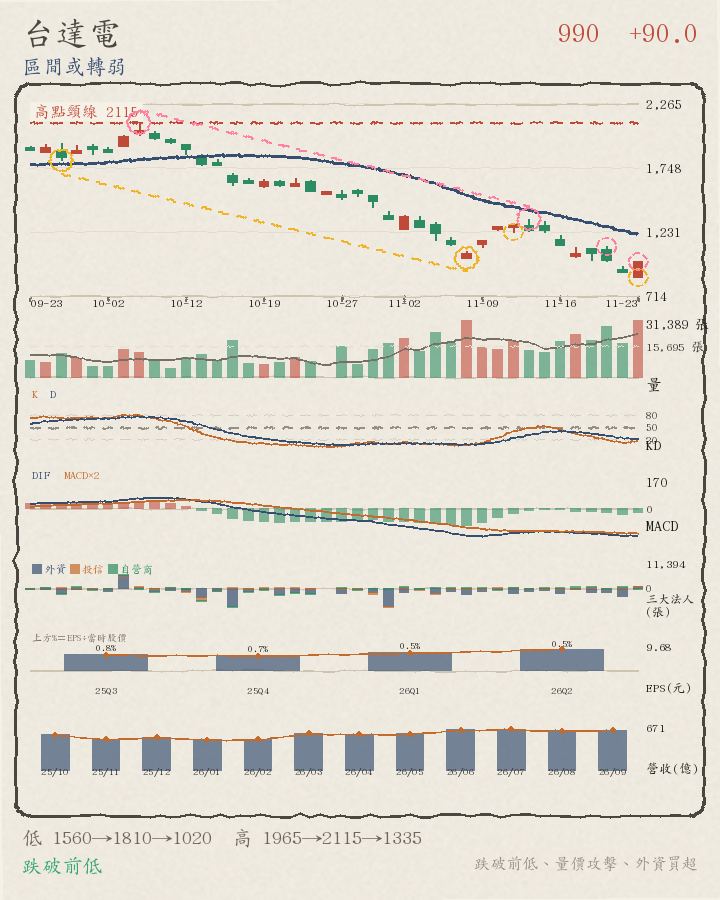 台達電
990 +90.0
區間或轉弱
高點頸線 2115
2,265
1,748
1,231
714
09-23 10-02 10-12 10-19 10-27 11-02 11-09 11-16 11-23
31,389 張
15,695 張
量
K D
80
50
20
KD
DIF MACD×2
170
0
MACD
外資 投信 自營商
11,394
0
三大法人
(張)
上方%=EPS÷當時股價
0.8% 0.7% 0.5% 0.5%
9.68
25Q3 25Q4 26Q1 26Q2
EPS(元)
671
25/10 25/11 25/12 26/01 26/02 26/03 26/04 26/05 26/06 26/07 26/08 26/09
營收(億)
低 1560→1810→1020 高 1965→2115→1335
跌破前低
跌破前低、量價攻擊、外資買超